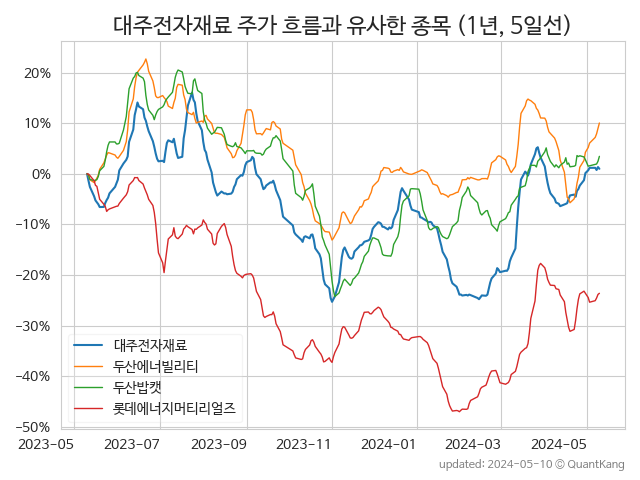 대주전자재료 주가 흐름과 유사한 종목 (1년, 5일선)
20%
10%
0%
−10%
−20%
−30%
−40%
−50%
대주전자재료
두산에너빌리티
두산밥캣
롯데에너지머티리얼즈
2023-05 2023-07 2023-09 2023-11 2024-01 2024-03 2024-05
updated: 2024-05-10 © QuantKang